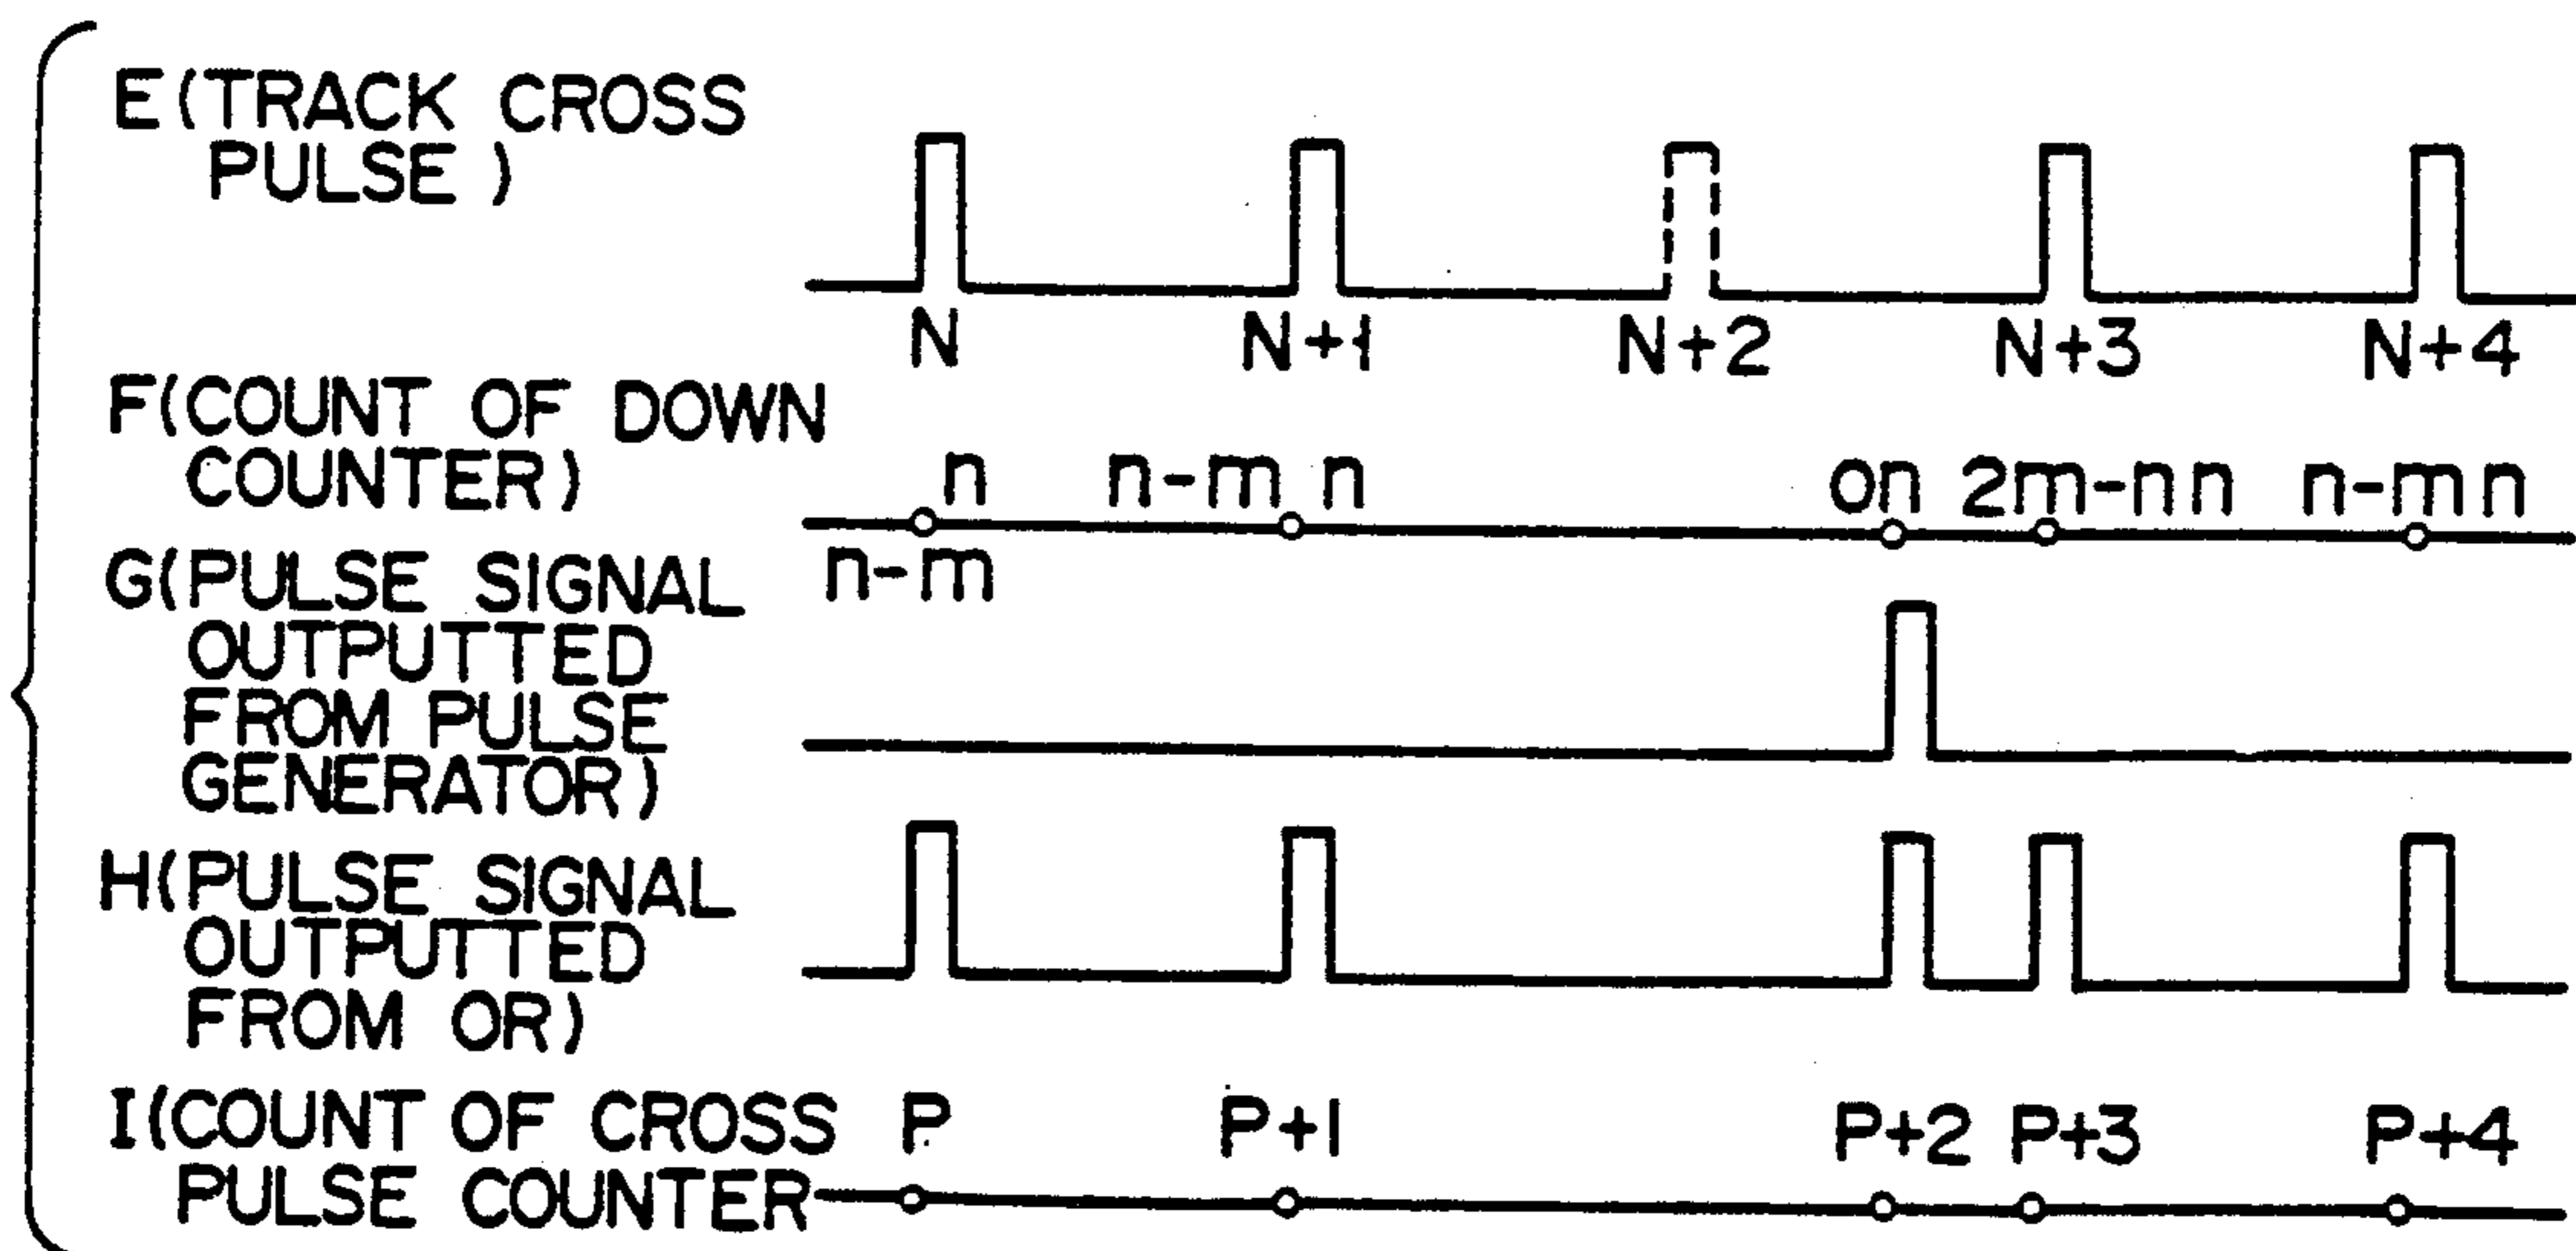 E(TRACK CROSS
PULSE)
N N+1 N+2 N+3 N+4
F(COUNT OF DOWN
COUNTER)
n n-m n 0n 2m-n n n-m n
n-m
G(PULSE SIGNAL
OUTPUTTED
FROM PULSE
GENERATOR)
H(PULSE SIGNAL
OUTPUTTED
FROM OR)
I(COUNT OF CROSS
PULSE COUNTER
P P+1 P+2 P+3 P+4